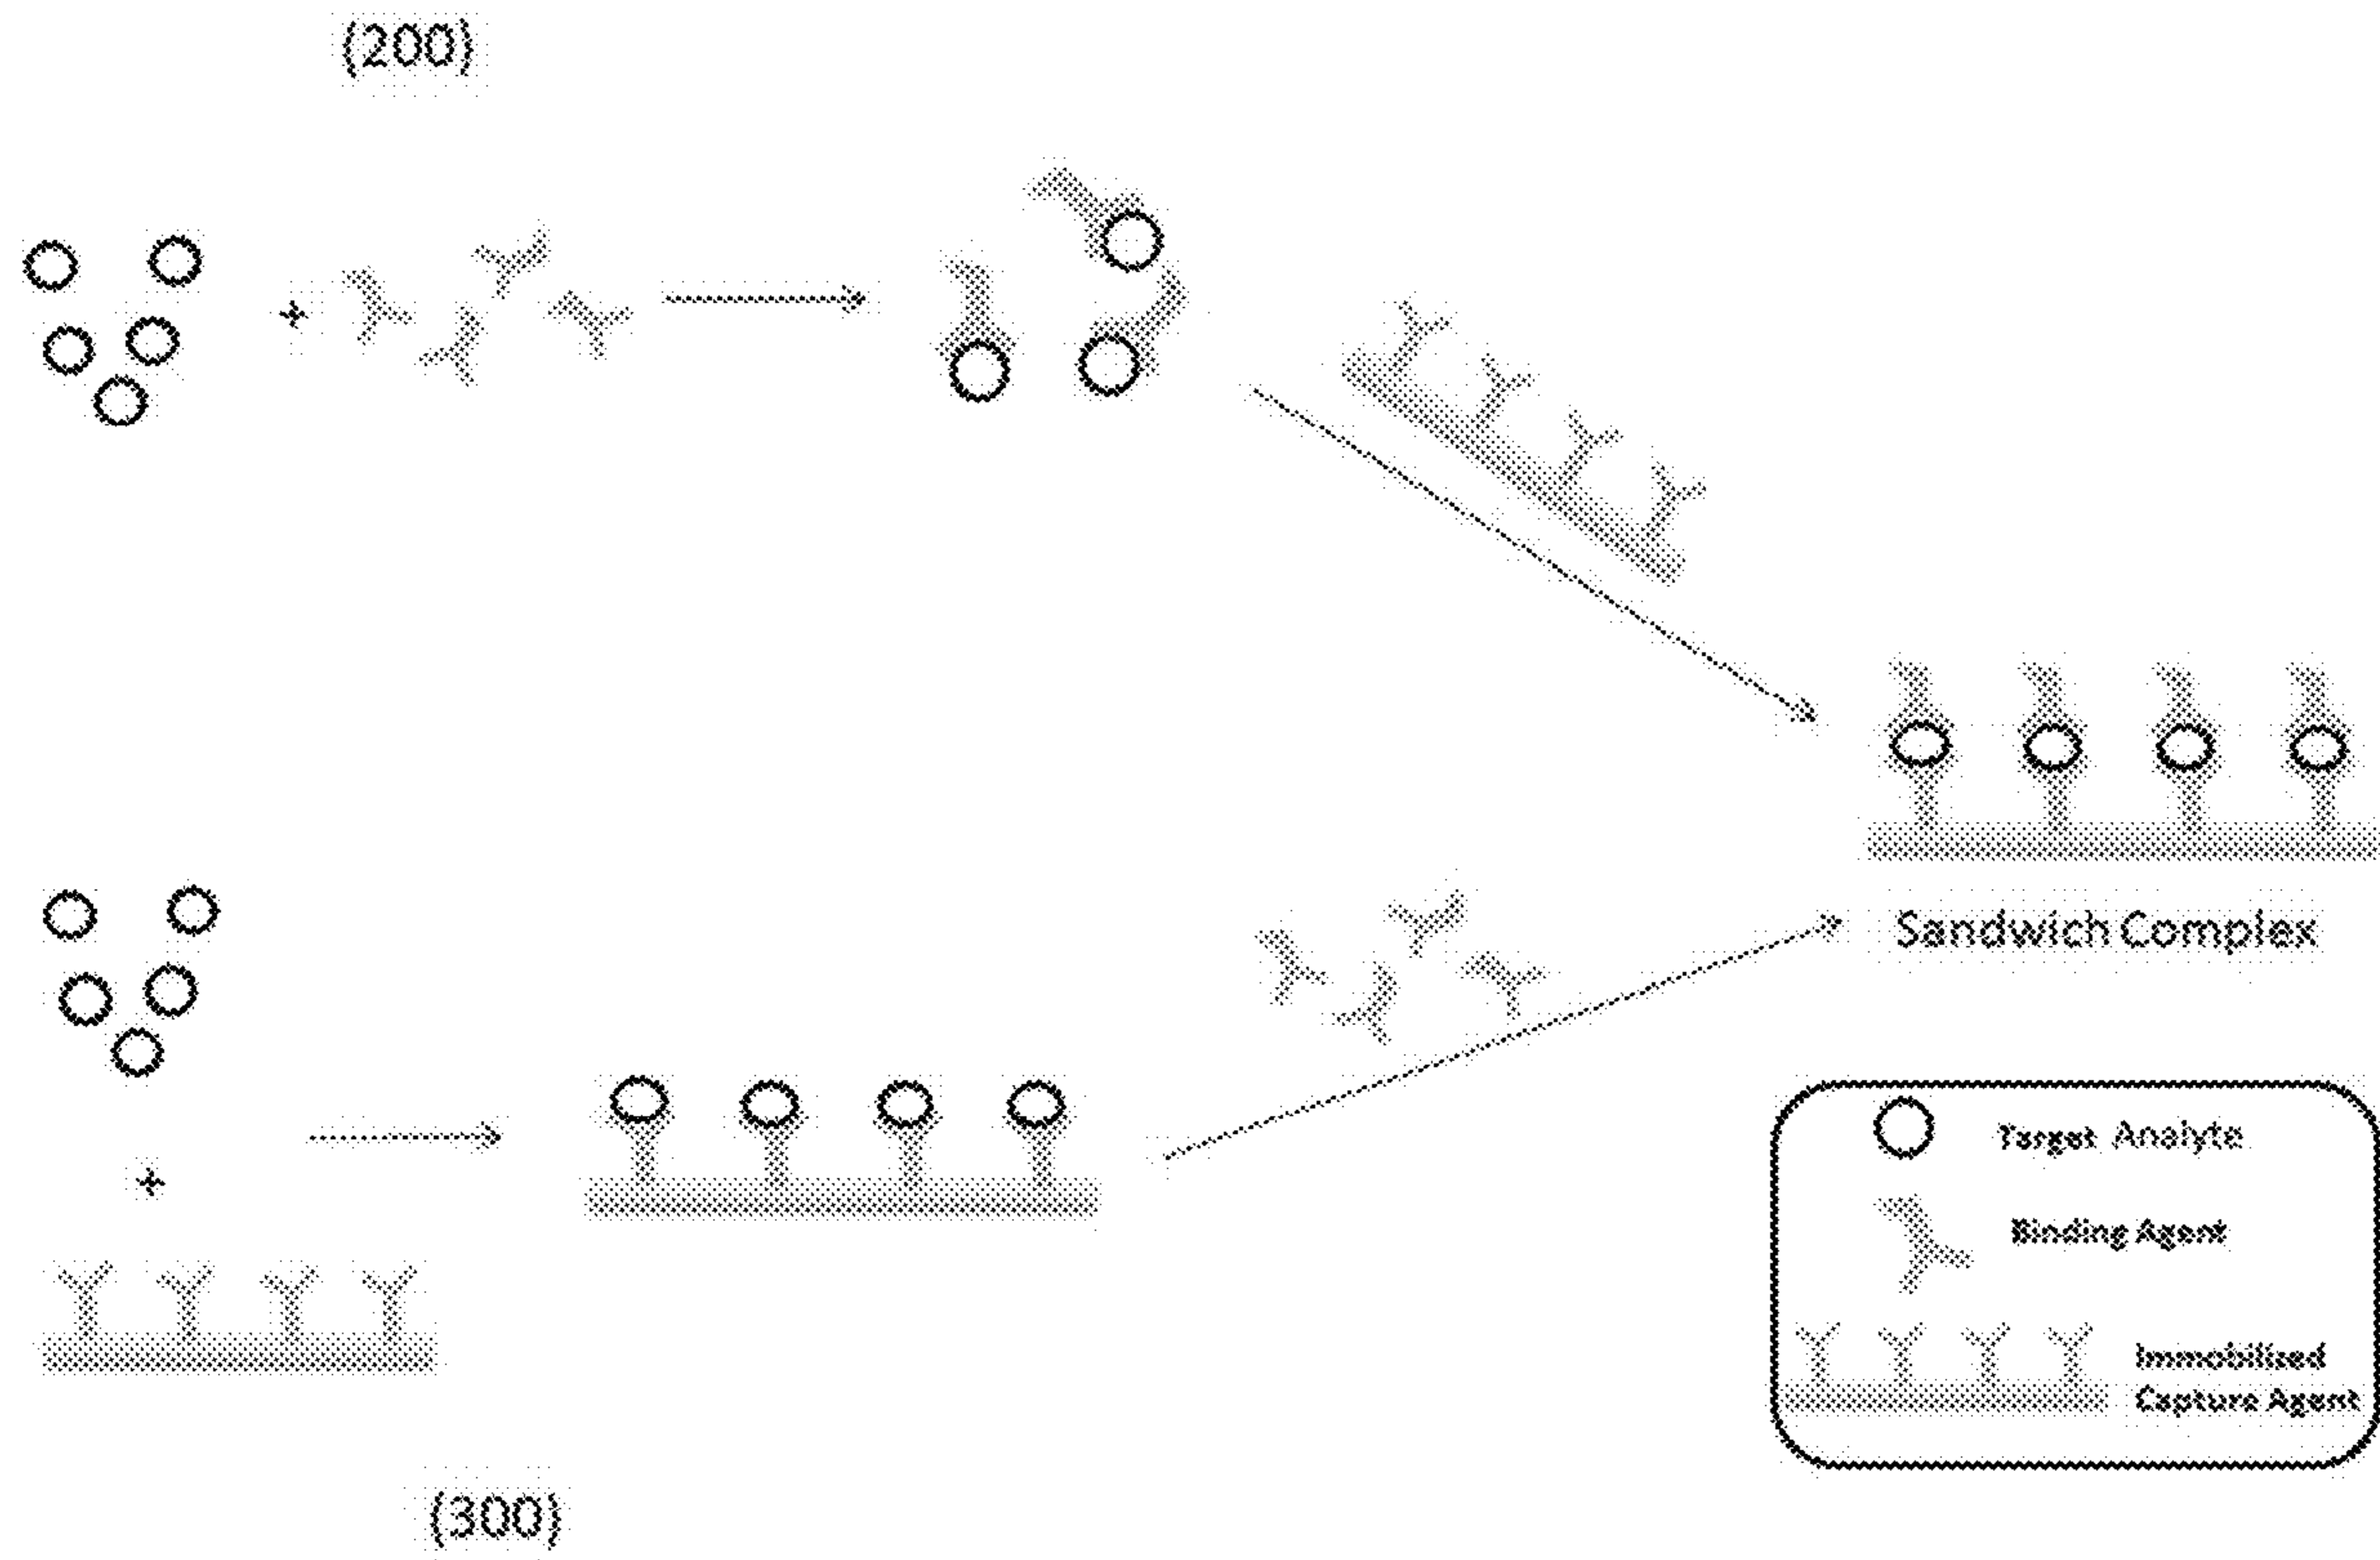 (200)
Sandwich Complex
Target Analyte
Binding Agent
Immobilized
Capture Agent
(300)